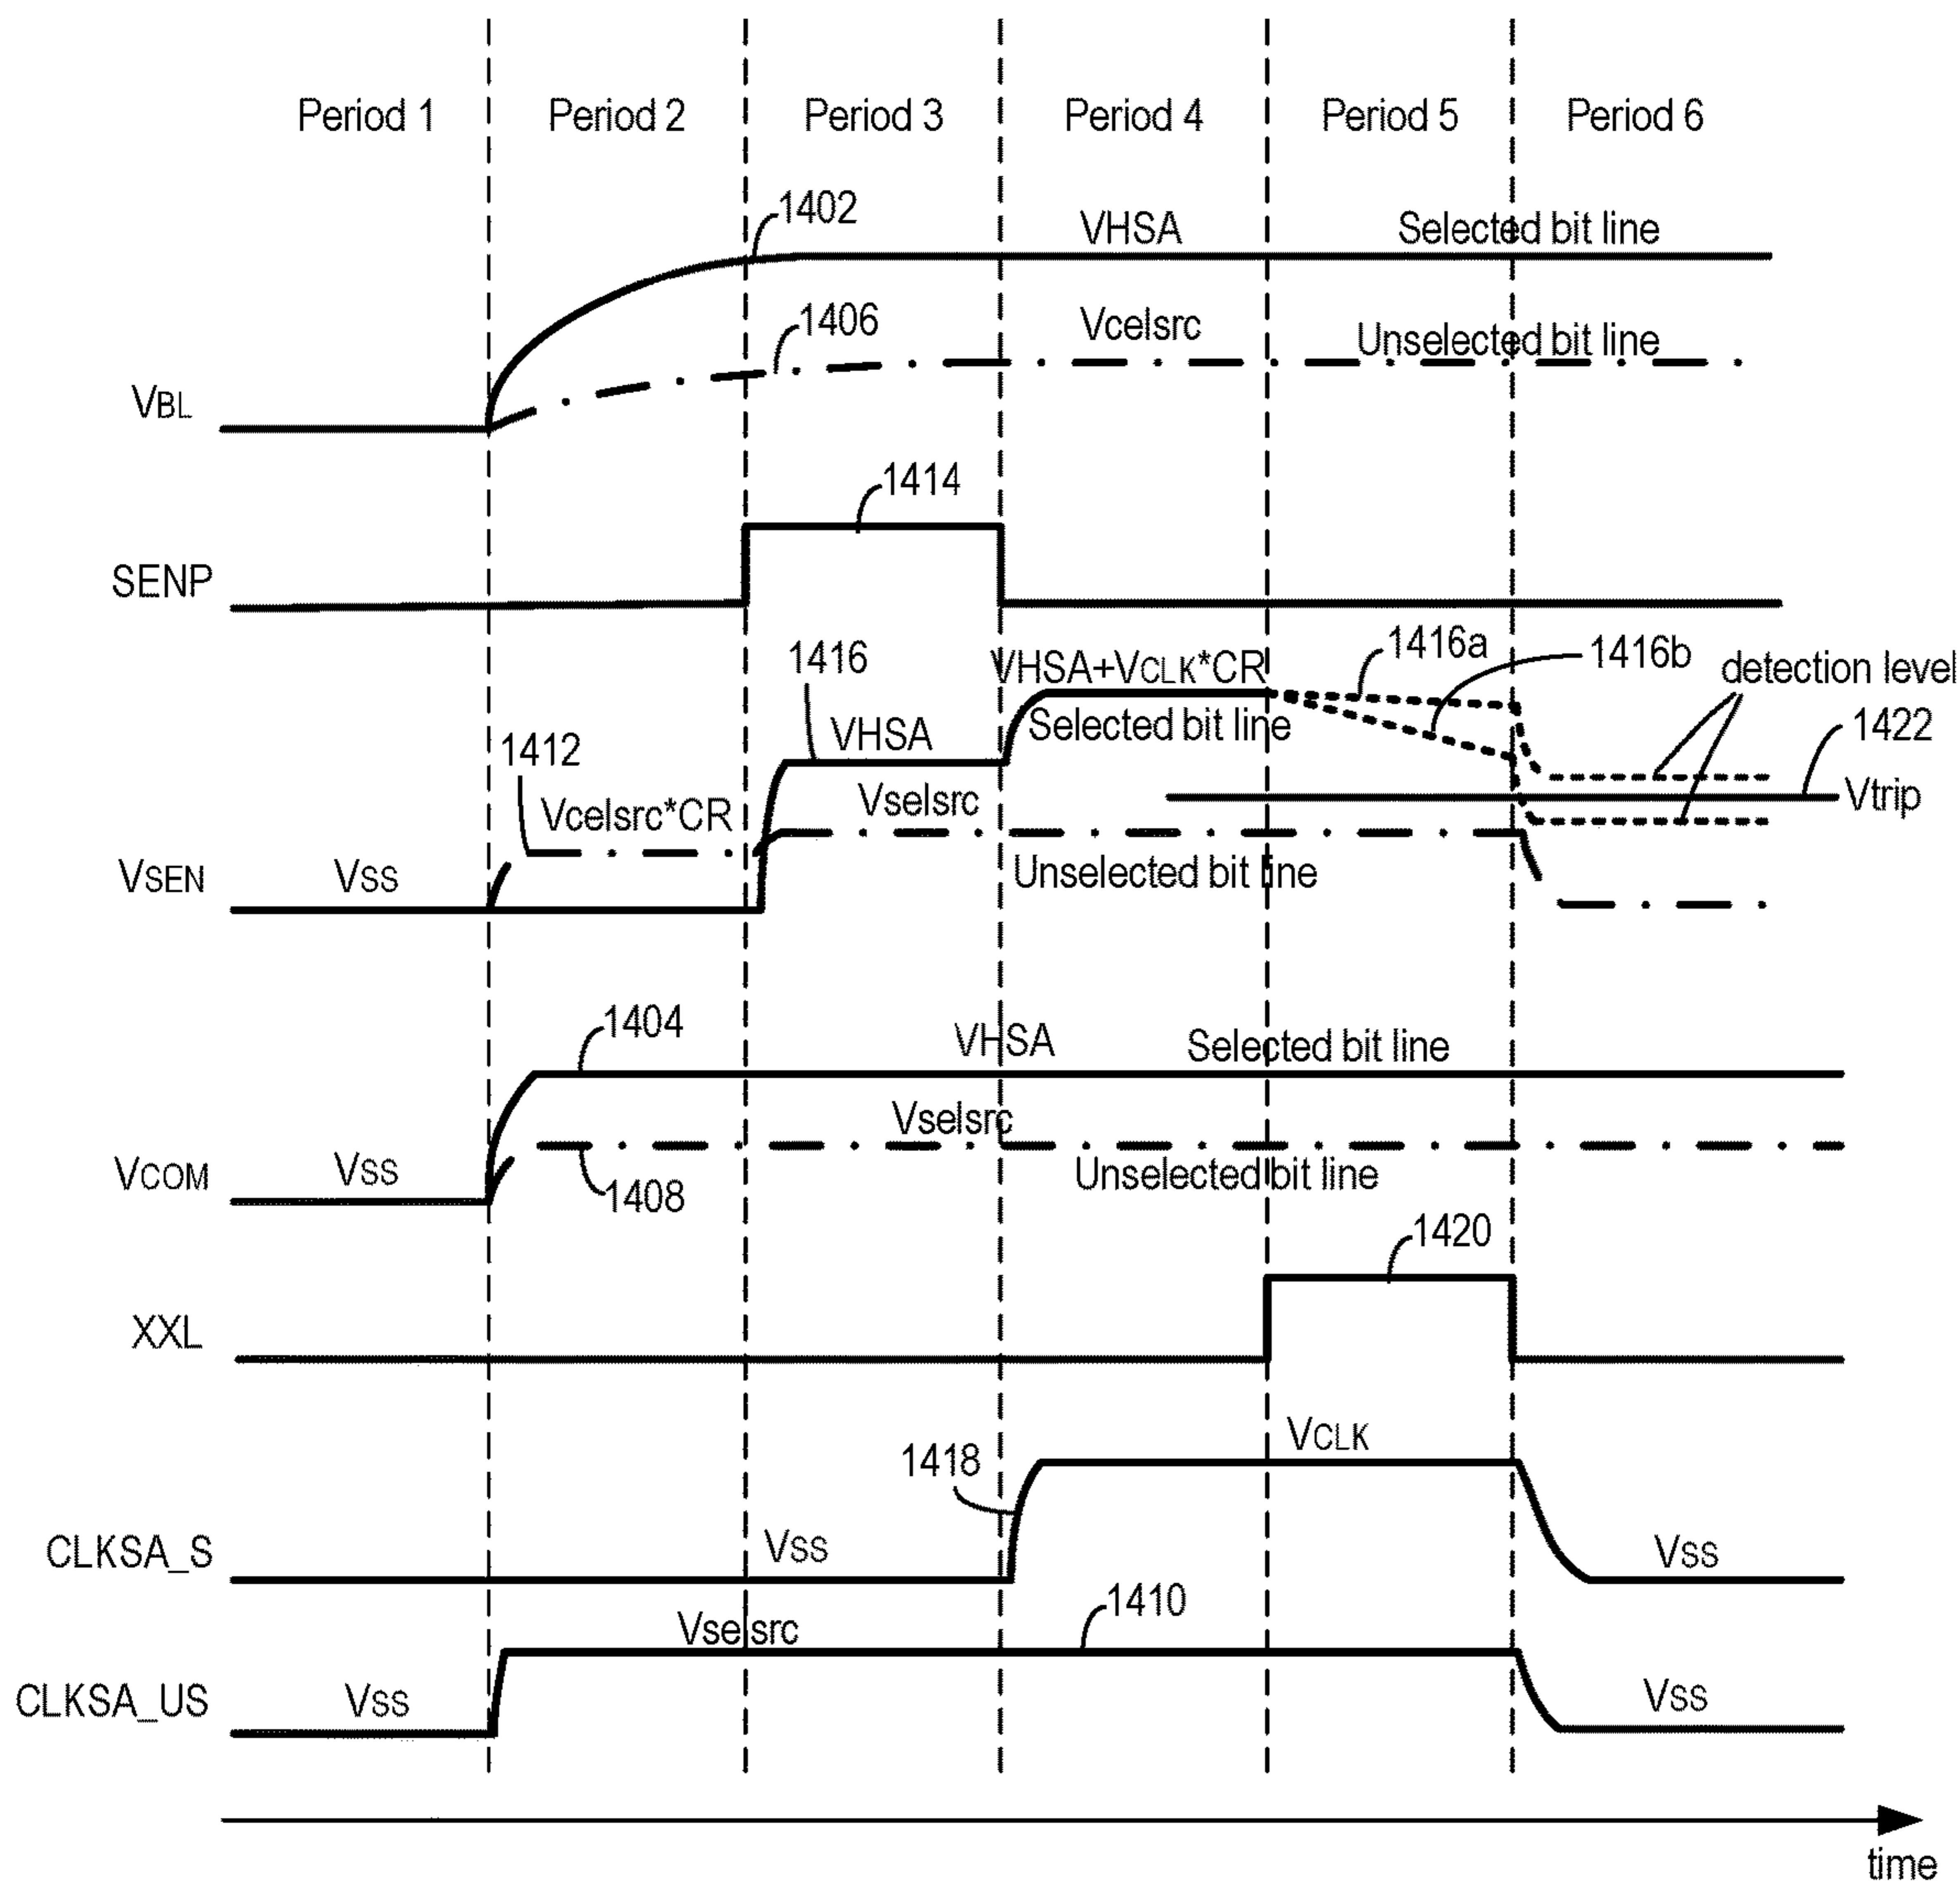 Period 1 Period 2 Period 3 Period 4 Period 5 Period 6
1402 VHSA Selected bit line
1406 Vcelsrc Unselected bit line
VBL
1414
SENP
1416 VHSA+VCLK*CR 1416a 1416b detection level
Selected bit line
1412 VHSA 1422
Vcelsrc*CR Vselsrc Vtrip
VSEN VSS Unselected bit line
1404 VHSA Selected bit line
Vselsrc
VCOM VSS 1408 Unselected bit line
1420
XXL
1418 VCLK
CLKSA_S VSS VSS
Vselsrc 1410
CLKSA_US VSS VSS
time